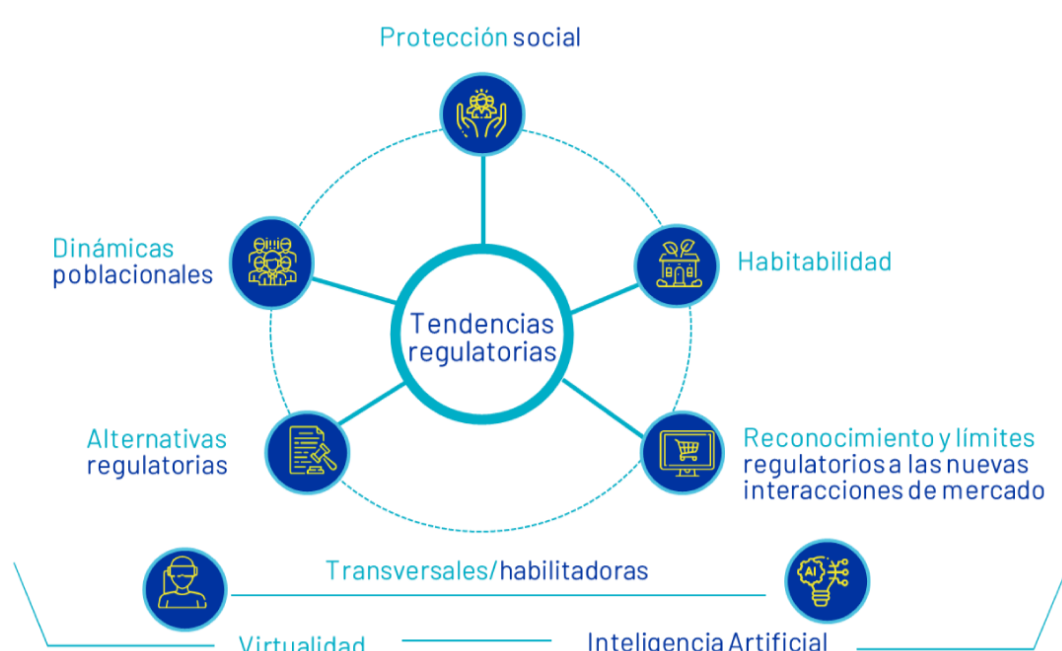 Protección social
Dinámicas
poblacionales
Habitabilidad
Tendencias
regulatorias
Alternativas
regulatorias
Reconocimiento y límites
regulatorios a las nuevas
interacciones de mercado
Transversales/habilitadoras
AI
Virtualidad
Inteligencia Artificial